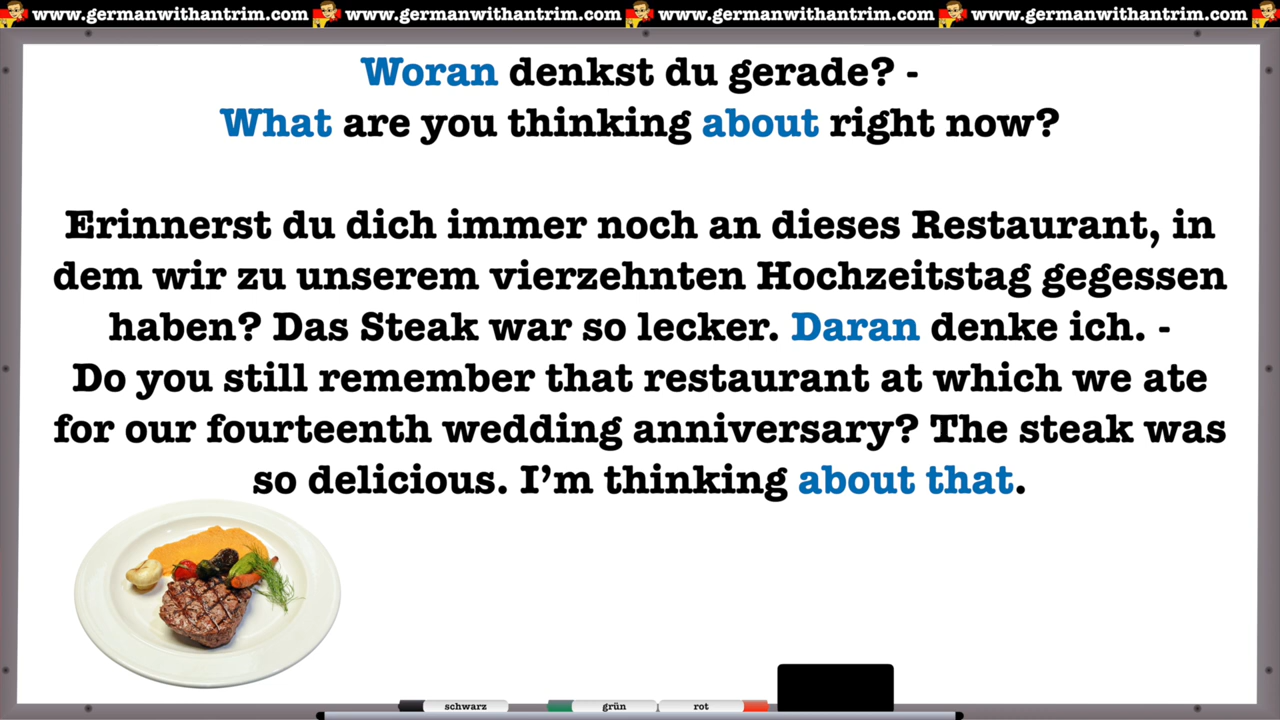 www.germanwithantrim.com www.germanwithantrim.com www.germanwithantrim.com www.germanwithantrim.com
Woran denkst du gerade? -
What are you thinking about right now?
Erinnerst du dich immer noch an dieses Restaurant, in
dem wir zu unserem vierzehnten Hochzeitstag gegessen
haben? Das Steak war so lecker. Daran denke ich. -
Do you still remember that restaurant at which we ate
for our fourteenth wedding anniversary? The steak was
so delicious. I’m thinking about that.
schwarz grün rot